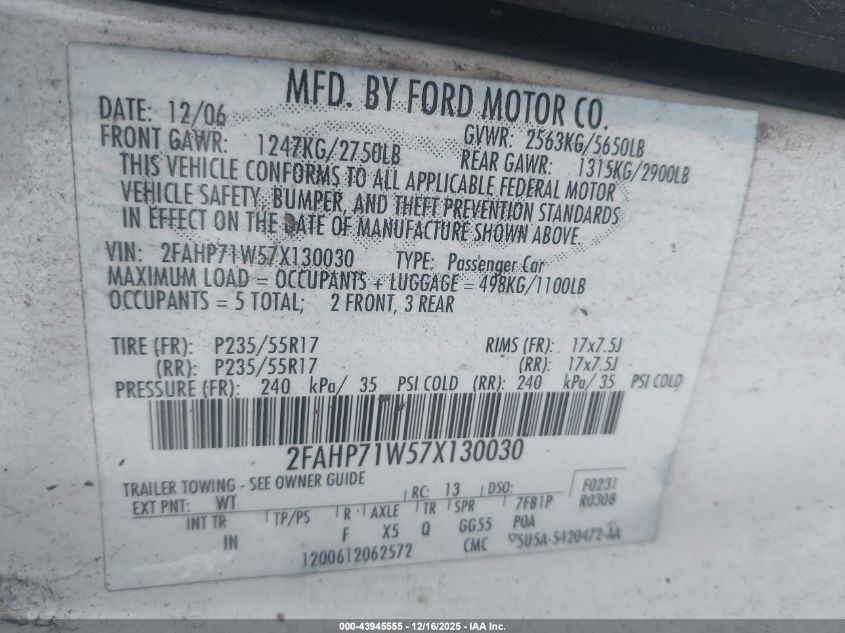 MFD. BY FORD MOTOR CO.
DATE: 12/06 GVWR: 2563KG/5650LB
FRONT GAWR: 1247KG/2750LB REAR GAWR: 1315KG/2900LB
THIS VEHICLE CONFORMS TO ALL APPLICABLE FEDERAL MOTOR
VEHICLE SAFETY, BUMPER, AND THEFT PREVENTION STANDARDS
IN EFFECT ON THE DATE OF MANUFACTURE SHOWN ABOVE.
VIN: 2FAHP71W57X130030 TYPE: Passenger Car
MAXIMUM LOAD = OCCUPANTS + LUGGAGE = 498KG/1100LB
OCCUPANTS = 5 TOTAL; 2 FRONT, 3 REAR
TIRE (FR): P235/55R17 RIMS (FR): 17x7.5J
(RR): P235/55R17 (RR): 17x7.5J
PRESSURE (FR): 240 kPa/ 35 PSI COLD (RR): 240 kPa/ 35 PSI COLD
2FAHP71W57X130030
TRAILER TOWING - SEE OWNER GUIDE RC: 13 DSO: F0231
EXT PNT: WT 7FB1P R0308
INT TR TP/PS R AXLE TR SPR POA
IN F X5 Q GG55
1200612062572 CMC 5U5A-5420472-AA
000-43945555 - 12/16/2025 - IAA Inc.